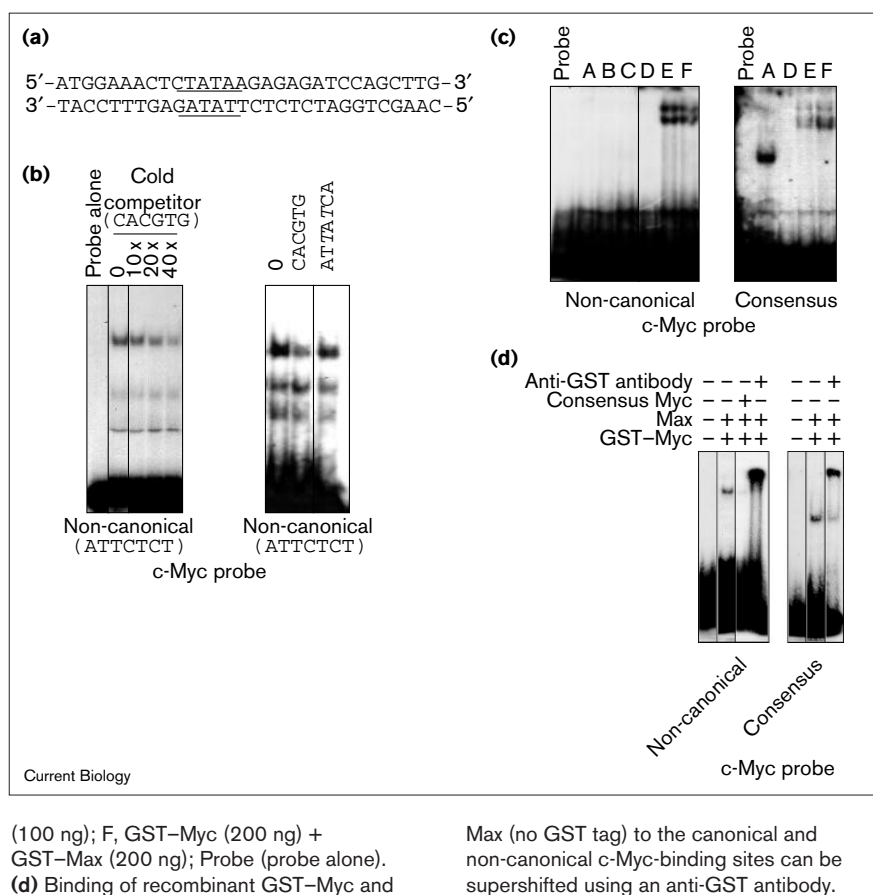 (a)
5′-ATGGAAACTCTATAAGAGAGATCCAGCTTG-3′
3′-TACCTTTGAGATATTCTCTCTAGGTCGAAC-5′
(b)
Probe alone
Cold
competitor
(CACGTG)
0
10x
20x
40x
0
CACGTG
ATTATCA
Non-canonical
(ATTCTCT)
Non-canonical
(ATTCTCT)
c-Myc probe
(c)
Probe
A B C D E F
Probe
A D E F
Non-canonical
Consensus
c-Myc probe
(d)
Anti-GST antibody – – – + – – +
Consensus Myc – – + –
Max – + + + – + +
GST–Myc – + + + – + +
Non-canonical
Consensus
c-Myc probe
Current Biology
(100 ng); F, GST–Myc (200 ng) +
GST–Max (200 ng); Probe (probe alone).
(d) Binding of recombinant GST–Myc and
Max (no GST tag) to the canonical and
non-canonical c-Myc-binding sites can be
supershifted using an anti-GST antibody.